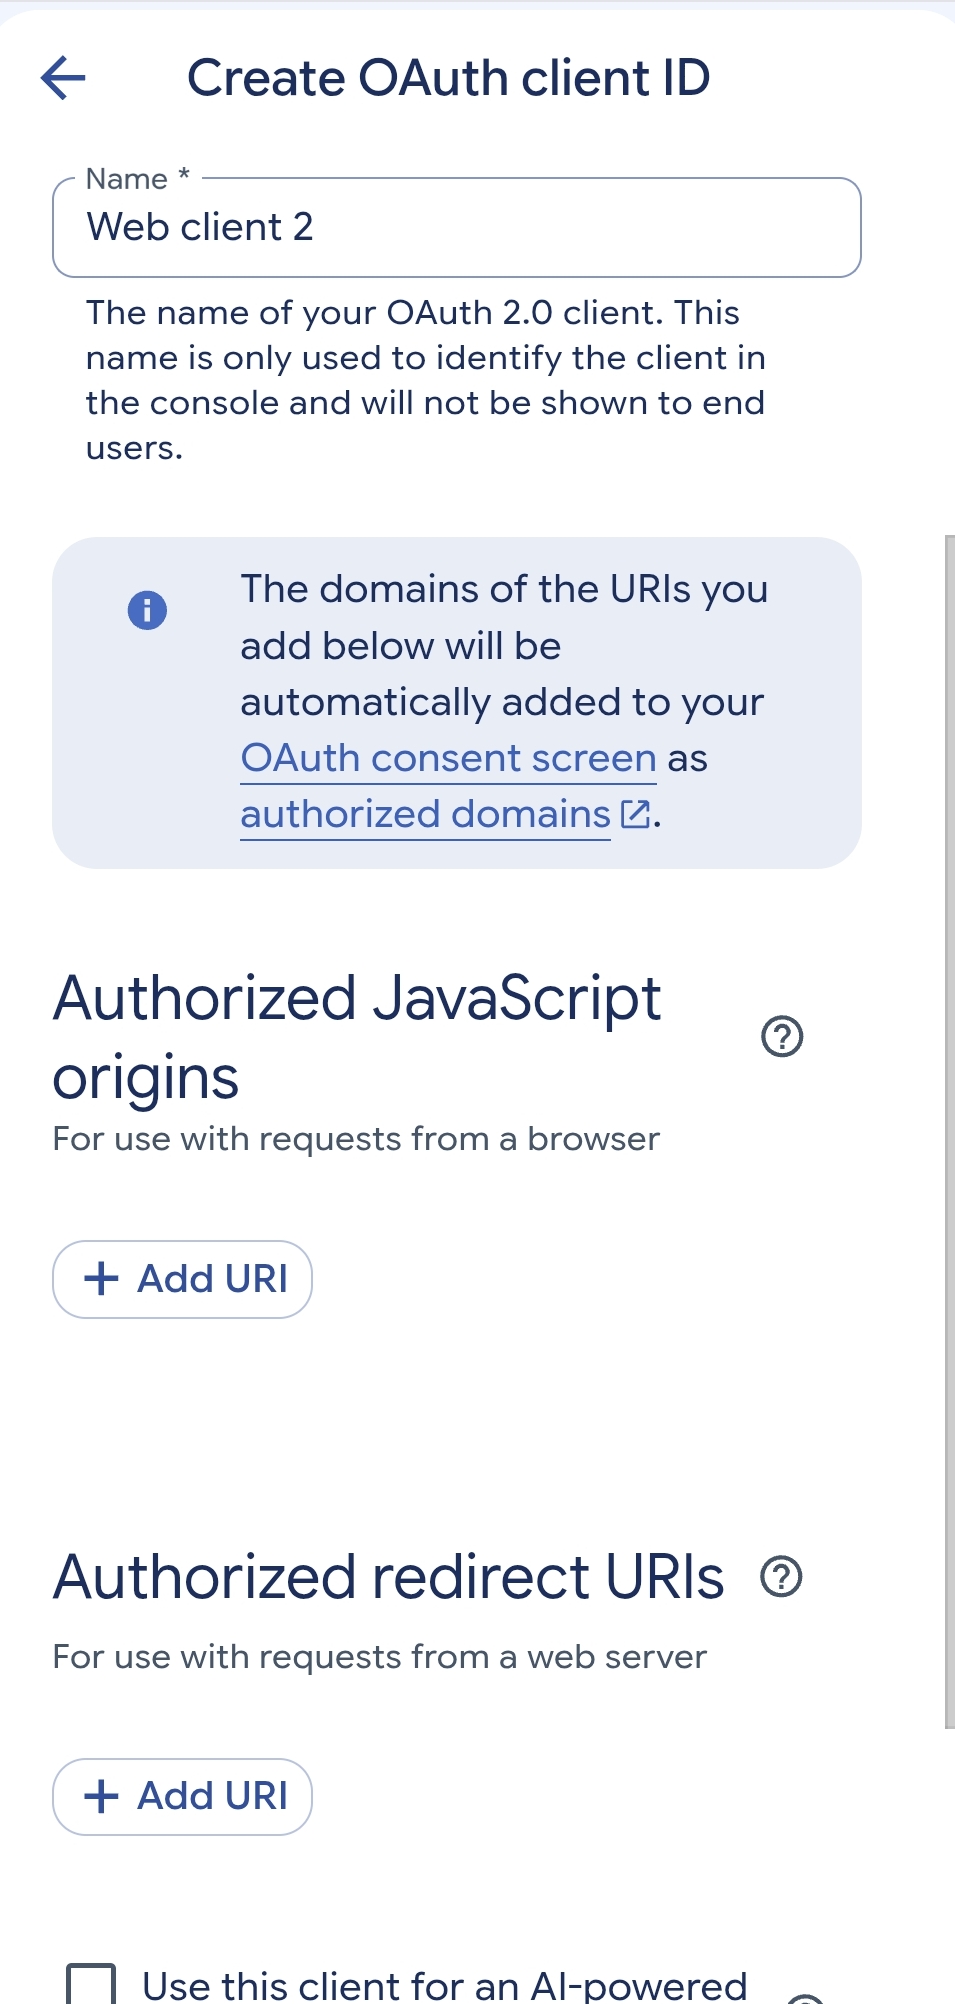 Create OAuth client ID
Name *
Web client 2
The name of your OAuth 2.0 client. This
name is only used to identify the client in
the console and will not be shown to end
users.
The domains of the URIs you
add below will be
automatically added to your
OAuth consent screen as
authorized domains.
Authorized JavaScript
origins
For use with requests from a browser
+ Add URI
Authorized redirect URIs
For use with requests from a web server
+ Add URI
Use this client for an AI-powered